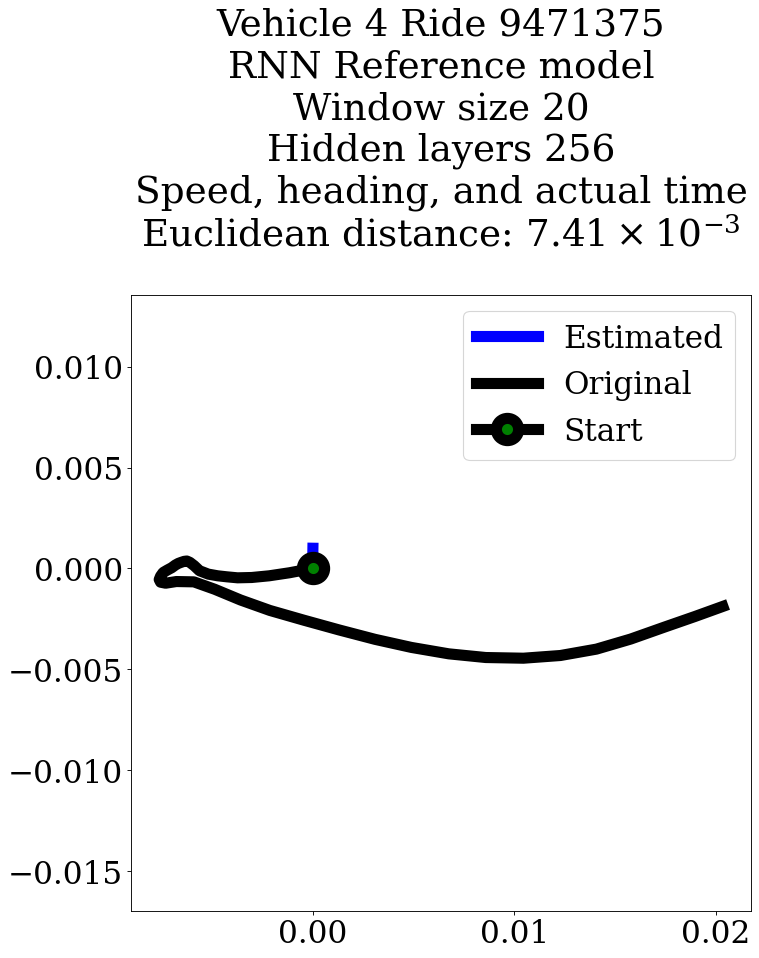 Vehicle 4 Ride 9471375
RNN Reference model
Window size 20
Hidden layers 256
Speed, heading, and actual time
Euclidean distance: 7.41 × 10⁻³
Estimated
Original
Start
0.010
0.005
0.000
−0.005
−0.010
−0.015
0.00 0.01 0.02